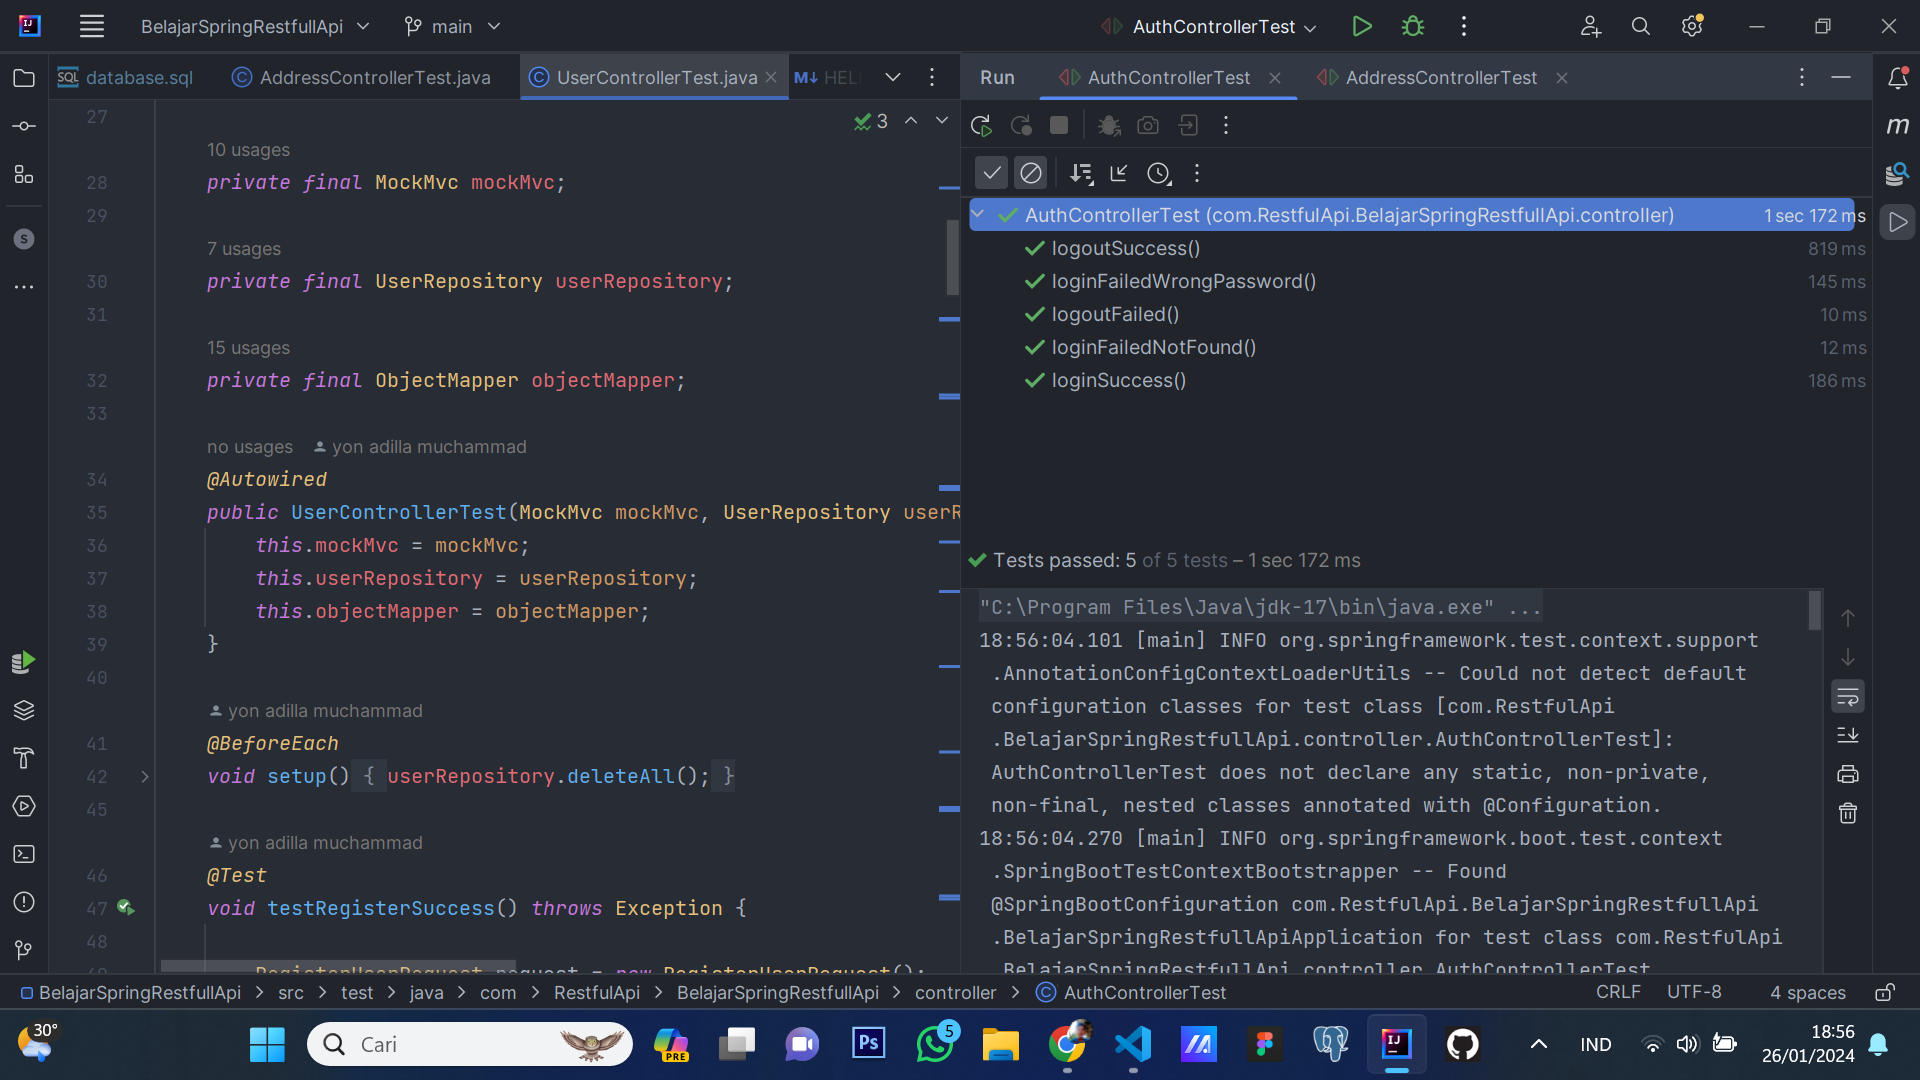 BelajarSpringRestfullApi
main
AuthControllerTest
database.sql
AddressControllerTest.java
UserControllerTest.java
HEL
3
27
10 usages
28 private final MockMvc mockMvc;
29
7 usages
30 private final UserRepository userRepository;
31
15 usages
32 private final ObjectMapper objectMapper;
33
no usages yon adilla muchammad
34 @Autowired
35 public UserControllerTest(MockMvc mockMvc, UserRepository userR
36 this.mockMvc = mockMvc;
37 this.userRepository = userRepository;
38 this.objectMapper = objectMapper;
39 }
40
yon adilla muchammad
41 @BeforeEach
42 void setup() { userRepository.deleteAll(); }
45
yon adilla muchammad
46 @Test
47 void testRegisterSuccess() throws Exception {
48
49 RegisterUserRequest request = new RegisterUserRequest();
Run
AuthControllerTest
AddressControllerTest
AuthControllerTest (com.RestfulApi.BelajarSpringRestfullApi.controller) 1 sec 172 ms
logoutSuccess() 819 ms
loginFailedWrongPassword() 145 ms
logoutFailed() 10 ms
loginFailedNotFound() 12 ms
loginSuccess() 186 ms
Tests passed: 5 of 5 tests – 1 sec 172 ms
"C:\Program Files\Java\jdk-17\bin\java.exe" ...
18:56:04.101 [main] INFO org.springframework.test.context.support
.AnnotationConfigContextLoaderUtils -- Could not detect default
configuration classes for test class [com.RestfulApi
.BelajarSpringRestfullApi.controller.AuthControllerTest]:
AuthControllerTest does not declare any static, non-private,
non-final, nested classes annotated with @Configuration.
18:56:04.270 [main] INFO org.springframework.boot.test.context
.SpringBootTestContextBootstrapper -- Found
@SpringBootConfiguration com.RestfulApi.BelajarSpringRestfullApi
.BelajarSpringRestfullApiApplication for test class com.RestfulApi
.BelajarSpringRestfullApi.controller.AuthControllerTest
BelajarSpringRestfullApi > src > test > java > com > RestfulApi > BelajarSpringRestfullApi > controller > AuthControllerTest
CRLF UTF-8 4 spaces
30°
Cari
PRE
Ps
5
IND
18:56
26/01/2024